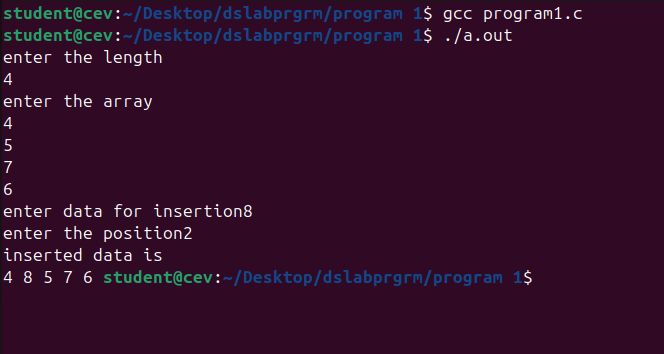 student@cev:~/Desktop/dslabprgrm/program 1$ gcc program1.c
student@cev:~/Desktop/dslabprgrm/program 1$ ./a.out
enter the length
4
enter the array
4
5
7
6
enter data for insertion8
enter the position2
inserted data is
4 8 5 7 6 student@cev:~/Desktop/dslabprgrm/program 1$